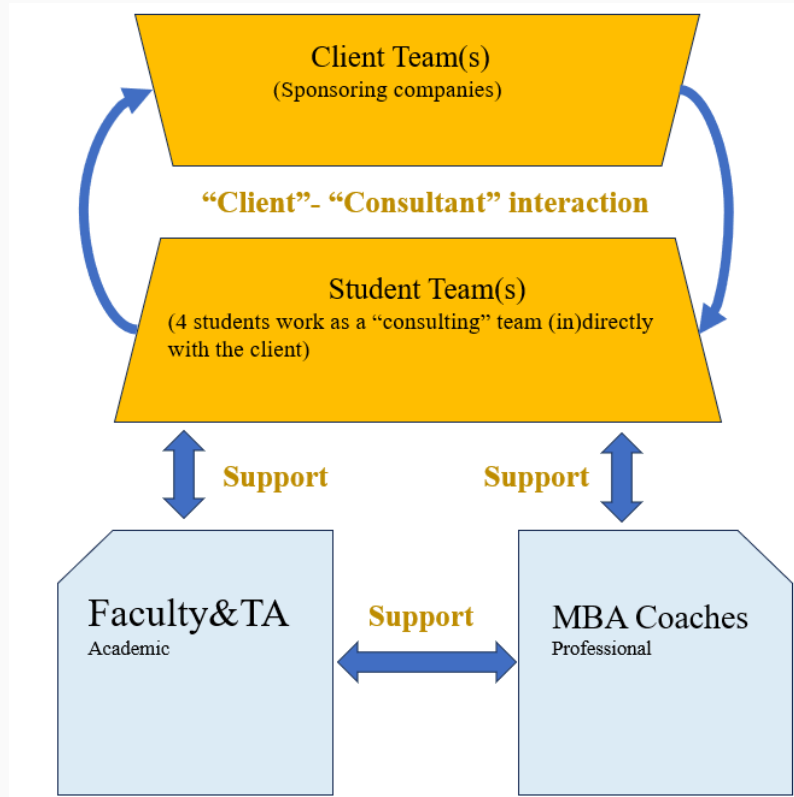 Client Team(s)
(Sponsoring companies)
“Client”- “Consultant” interaction
Student Team(s)
(4 students work as a “consulting” team (in)directly
with the client)
Support
Support
Faculty&TA
Academic
Support
MBA Coaches
Professional